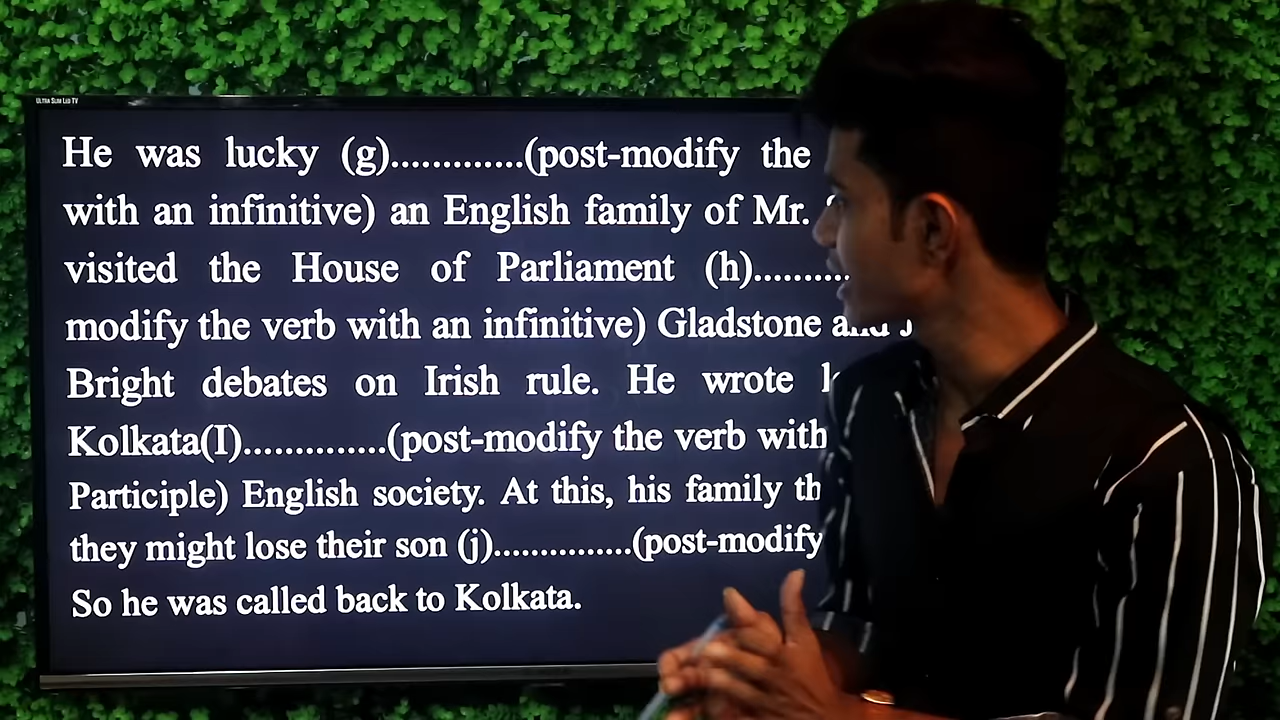 ULTRA SLIM LED TV
He was lucky (g).............(post-modify the
with an infinitive) an English family of Mr.
visited the House of Parliament (h)..........
modify the verb with an infinitive) Gladstone and J
Bright debates on Irish rule. He wrote
Kolkata(I)..............(post-modify the verb with
Participle) English society. At this, his family
they might lose their son (j)...............(post-modify
So he was called back to Kolkata.